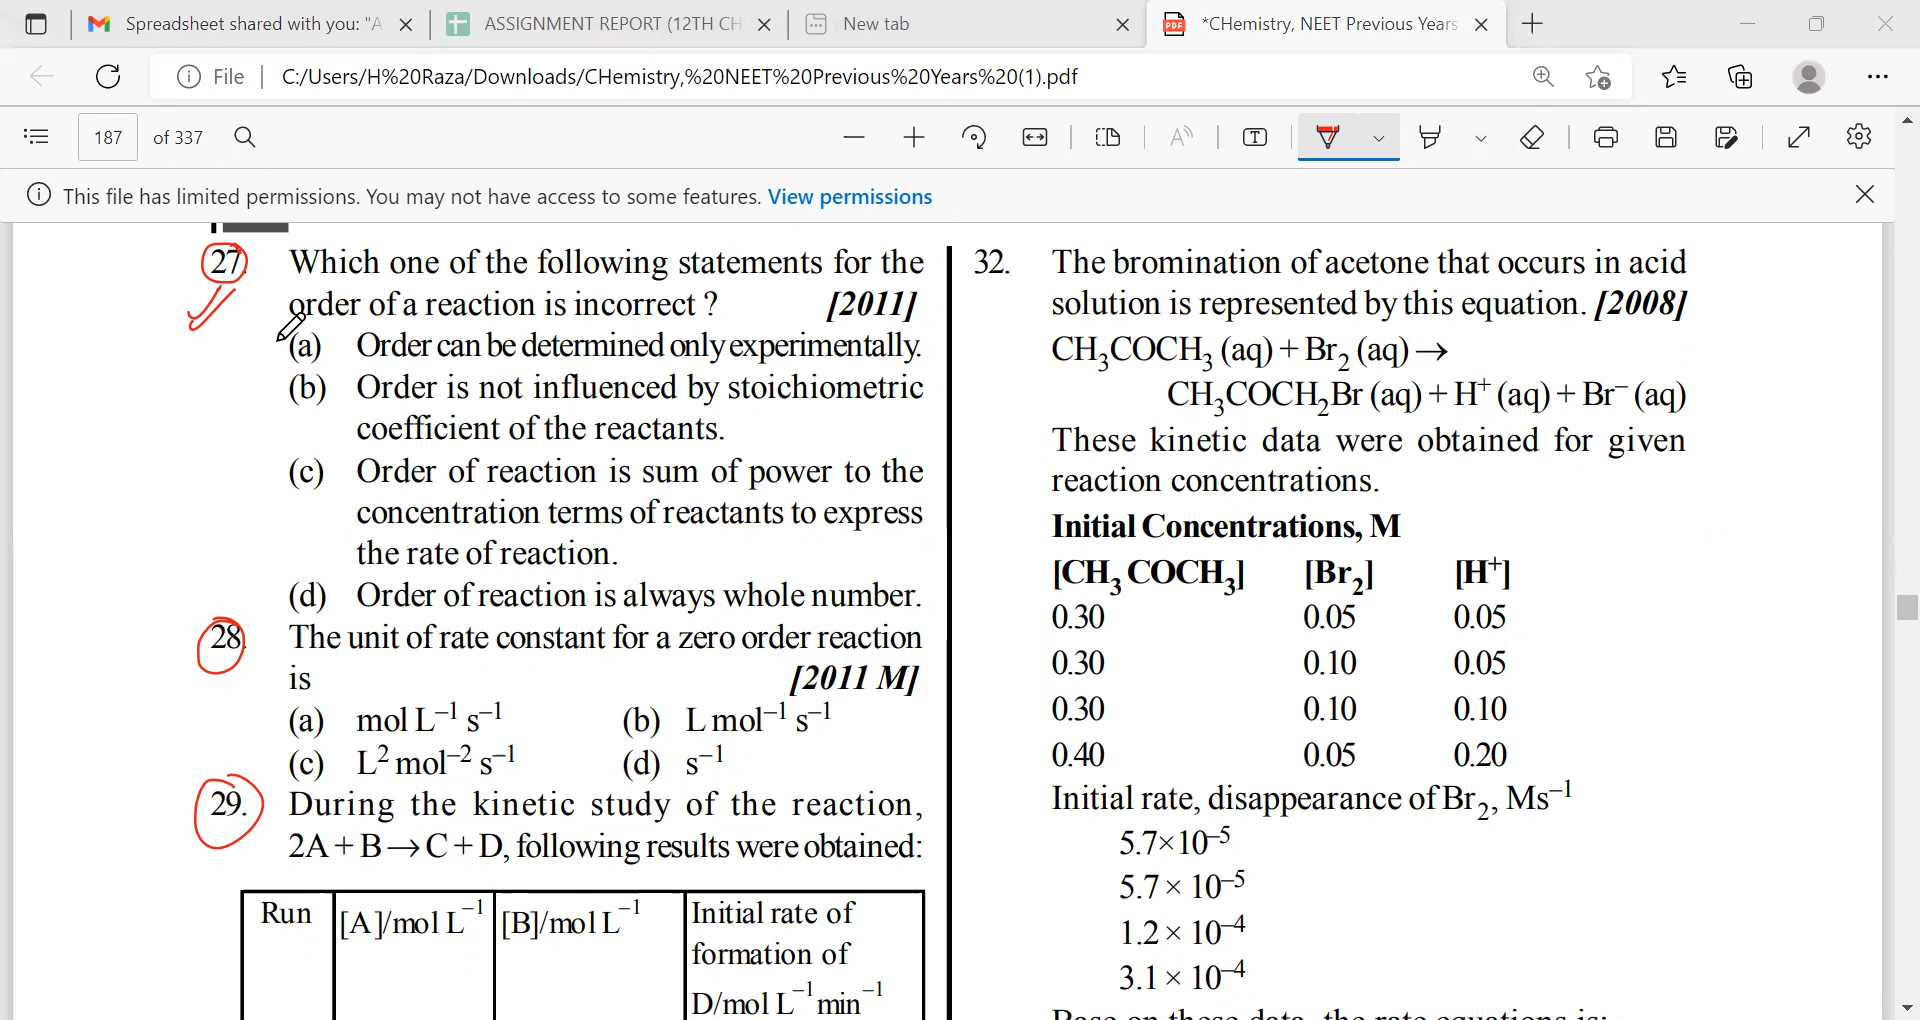 Spreadsheet shared with you: "A
ASSIGNMENT REPORT (12TH CH
New tab
*CHemistry, NEET Previous Years
File
C:/Users/H%20Raza/Downloads/CHemistry,%20NEET%20Previous%20Years%20(1).pdf
187 of 337
This file has limited permissions. You may not have access to some features. View permissions
27. Which one of the following statements for the
order of a reaction is incorrect ? [2011]
(a) Order can be determined only experimentally.
(b) Order is not influenced by stoichiometric
coefficient of the reactants.
(c) Order of reaction is sum of power to the
concentration terms of reactants to express
the rate of reaction.
(d) Order of reaction is always whole number.
28. The unit of rate constant for a zero order reaction
is [2011 M]
(a) mol L⁻¹ s⁻¹ (b) L mol⁻¹ s⁻¹
(c) L² mol⁻² s⁻¹ (d) s⁻¹
29. During the kinetic study of the reaction,
2A + B → C + D, following results were obtained:
Run [A]/mol L⁻¹ [B]/mol L⁻¹ Initial rate of
formation of
D/mol L⁻¹ min⁻¹
32. The bromination of acetone that occurs in acid
solution is represented by this equation. [2008]
CH₃COCH₃ (aq) + Br₂ (aq) →
CH₃COCH₂Br (aq) + H⁺ (aq) + Br⁻ (aq)
These kinetic data were obtained for given
reaction concentrations.
Initial Concentrations, M
[CH₃ COCH₃] [Br₂] [H⁺]
0.30 0.05 0.05
0.30 0.10 0.05
0.30 0.10 0.10
0.40 0.05 0.20
Initial rate, disappearance of Br₂, Ms⁻¹
5.7×10⁻⁵
5.7 × 10⁻⁵
1.2 × 10⁻⁴
3.1 × 10⁻⁴
Base on these data, the rate equations is: